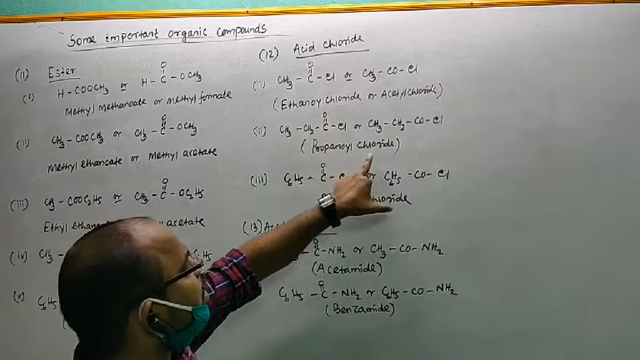 Some important organic compounds
(11) Ester
(i) H-COOCH3 or H-C-OCH3
O
Methyl methanoate or methyl formate
(ii) CH3-COOCH3 or CH3-C-OCH3
O
Methyl ethanoate or Methyl acetate
(iii) CH3-COOC2H5 or CH3-C-OC2H5
O
Ethyl ethanoate acetate
(iv) CH3-
(v) C6H5
(12) Acid chloride
O
(i) CH3-C-Cl or CH3-CO-Cl
(Ethanoyl chloride or Acetyl chloride)
O
(ii) CH3-CH2-C-Cl or CH3-CH2-CO-Cl
(Propanoyl chloride)
O
(iii) C6H5-C- or C6H5-CO-Cl
chloride
(13)
O
C-NH2 or CH3-CO-NH2
(Acetamide)
O
C6H5-C-NH2 or C6H5-CO-NH2
(Benzamide)